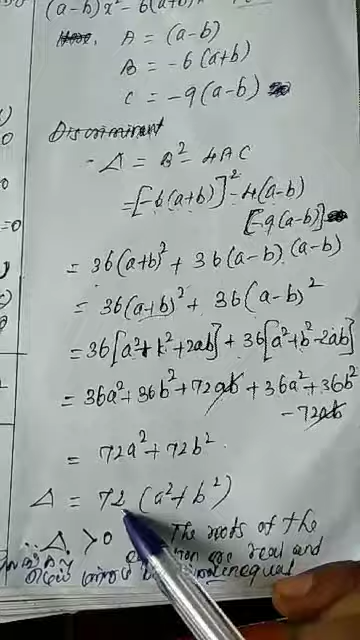 (a-b)x² - 6(a+b)
Here, A = (a-b)
B = -6(a+b)
C = -9(a-b)
Discriminant
Δ = B² - 4AC
= [-6(a+b)]² - 4(a-b)
[-9(a-b)]
= 36(a+b)² + 36(a-b)(a-b)
= 36(a+b)² + 36(a-b)²
= 36[a²+b²+2ab] + 36[a²+b²-2ab]
= 36a²+36b²+72ab+36a²+36b²
-72ab
= 72a²+72b²
Δ = 72(a²+b²)
∴ Δ > 0 The roots of the
are real and
unequal